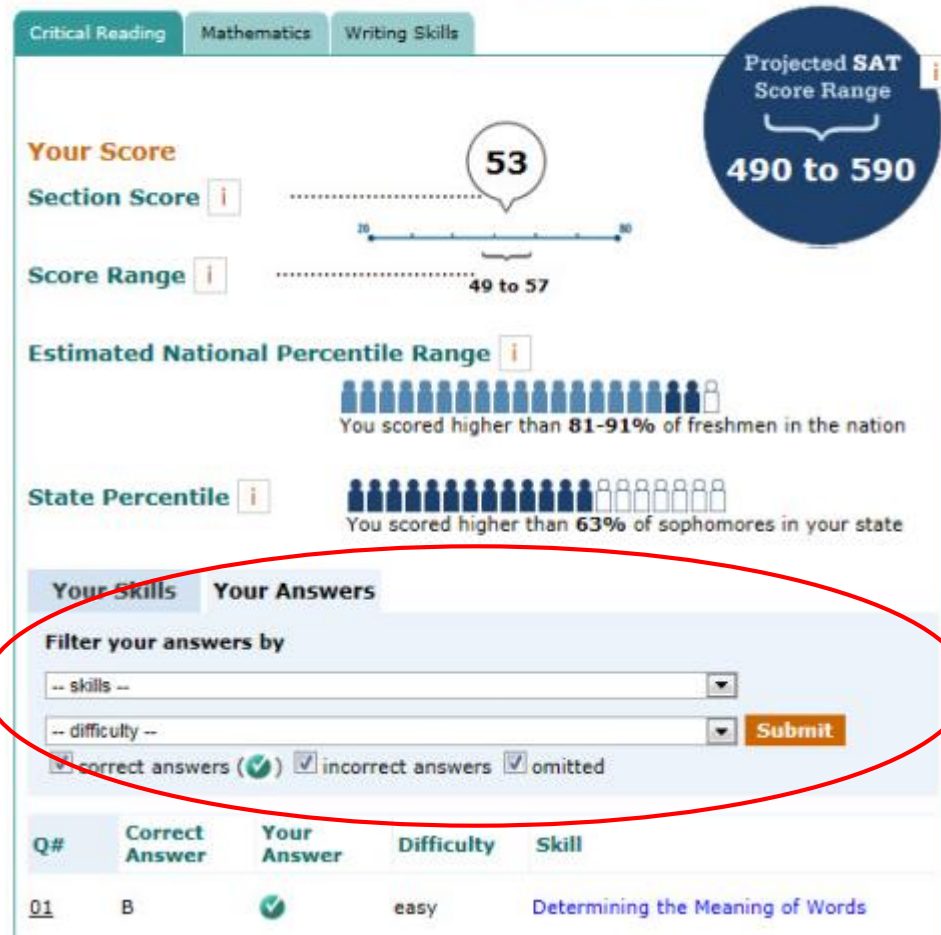 Critical Reading
Mathematics
Writing Skills
Projected SAT
Score Range
490 to 590
i
Your Score
53
Section Score i
20
80
Score Range i
49 to 57
Estimated National Percentile Range i
You scored higher than 81-91% of freshmen in the nation
State Percentile i
You scored higher than 63% of sophomores in your state
Your Skills
Your Answers
Filter your answers by
-- skills --
-- difficulty --
Submit
correct answers ( ) incorrect answers omitted
Q# Correct Answer Your Answer Difficulty Skill
01 B easy Determining the Meaning of Words